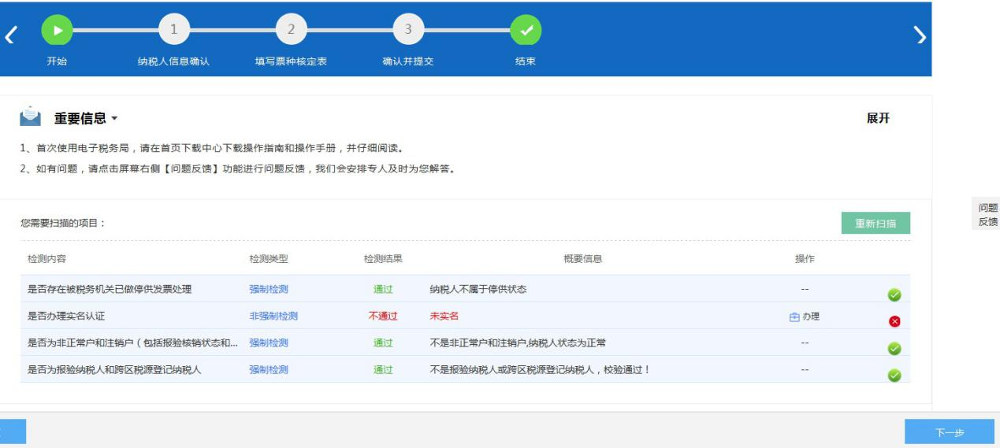 1
2
3
开始
纳税人信息确认
填写票种核定表
确认并提交
结束
重要信息
展开
1、首次使用电子税务局，请在首页下载中心下载操作指南和操作手册，并仔细阅读。
2、如有问题，请点击屏幕右侧【问题反馈】功能进行问题反馈，我们会安排专人及时为您解答。
问题
反馈
您需要扫描的项目：
重新扫描
检测内容 检测类型 检测结果 概要信息 操作
是否存在被税务机关已做停供发票处理 强制检测 通过 纳税人不属于停供状态 --
是否办理实名认证 非强制检测 不通过 未实名 办理
是否为非正常户和注销户（包括报验核销状态和... 强制检测 通过 不是非正常户和注销户,纳税人状态为正常 --
是否为报验纳税人和跨区税源登记纳税人 强制检测 通过 不是报验纳税人或跨区税源登记纳税人，校验通过！ --
下一步